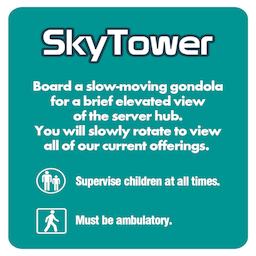 SkyTower
Board a slow-moving gondola
for a brief elevated view
of the server hub.
You will slowly rotate to view
all of our current offerings.
Supervise children at all times.
Must be ambulatory.